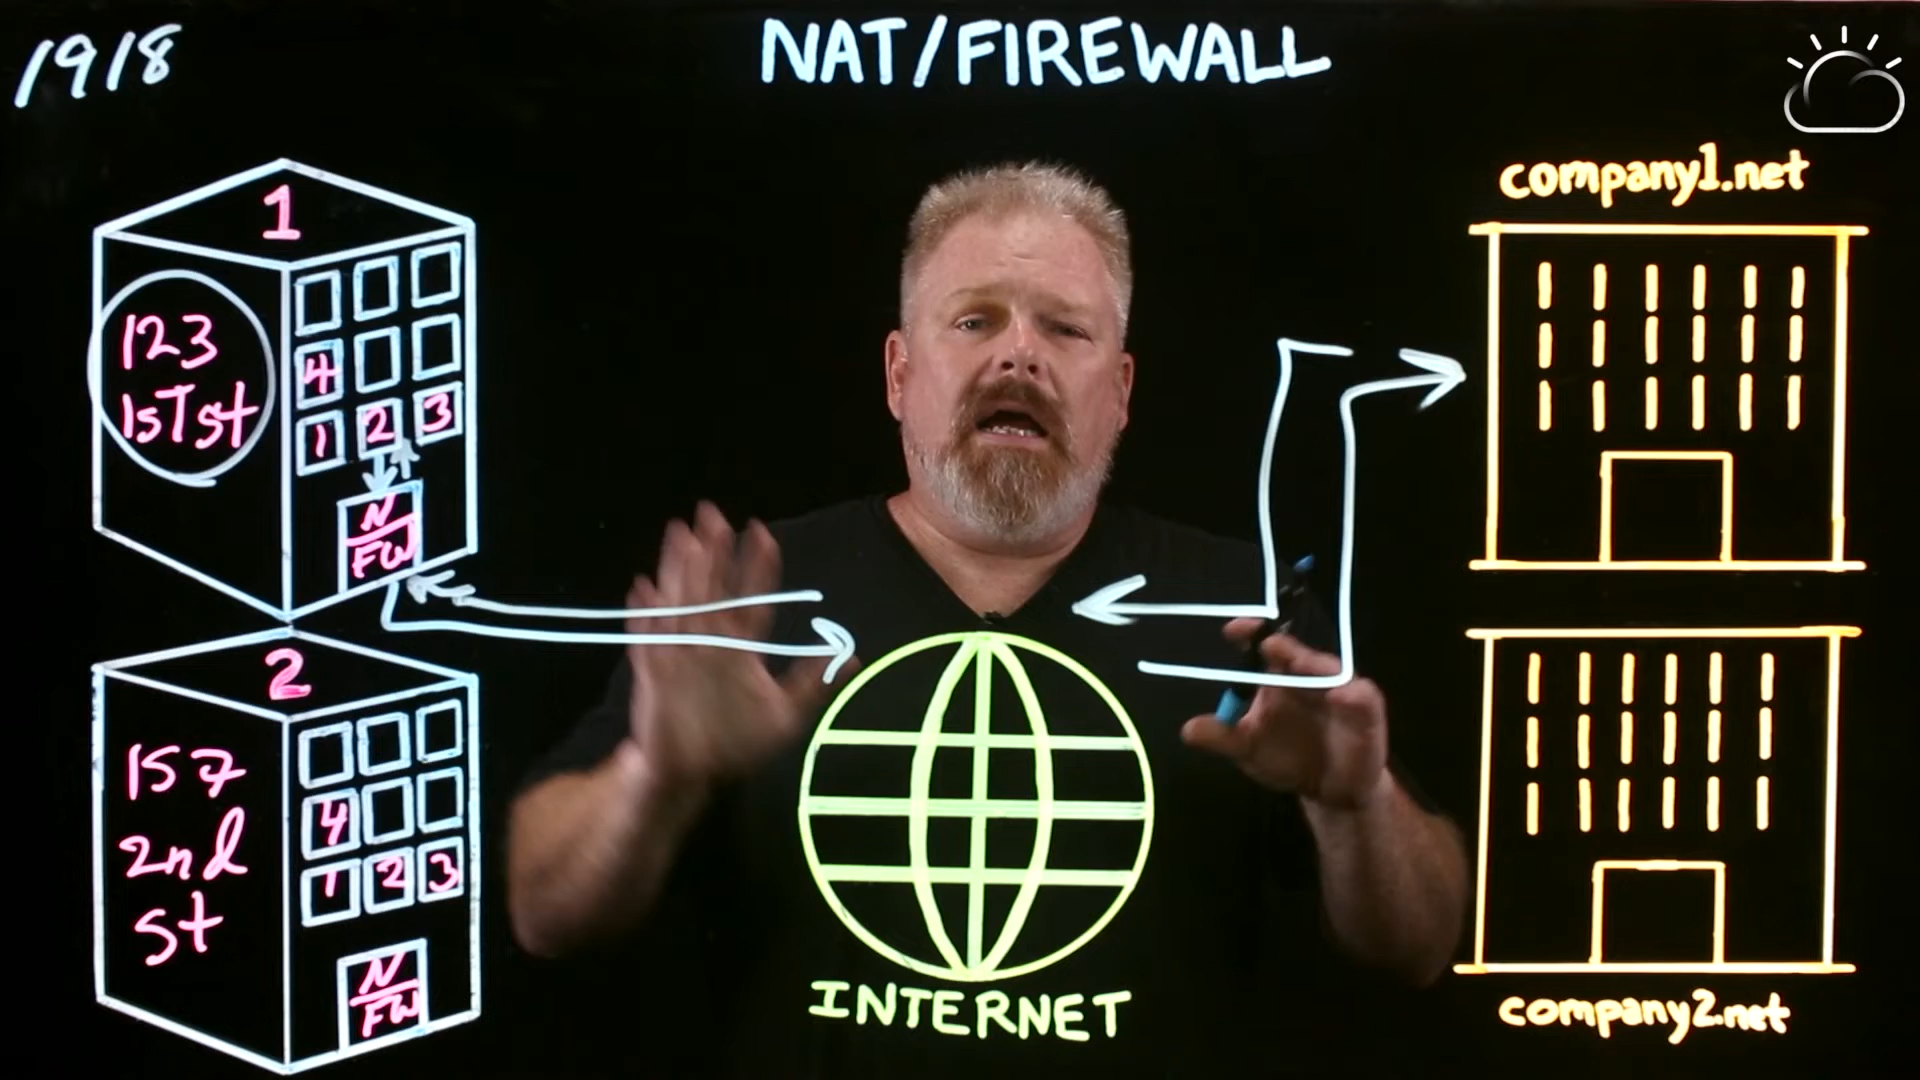 1918
NAT/FIREWALL
company1.net
1
123
1sT st
4
1 2 3
N
FW
2
157
2nd
st
4
1 2 3
N
FW
INTERNET
company2.net